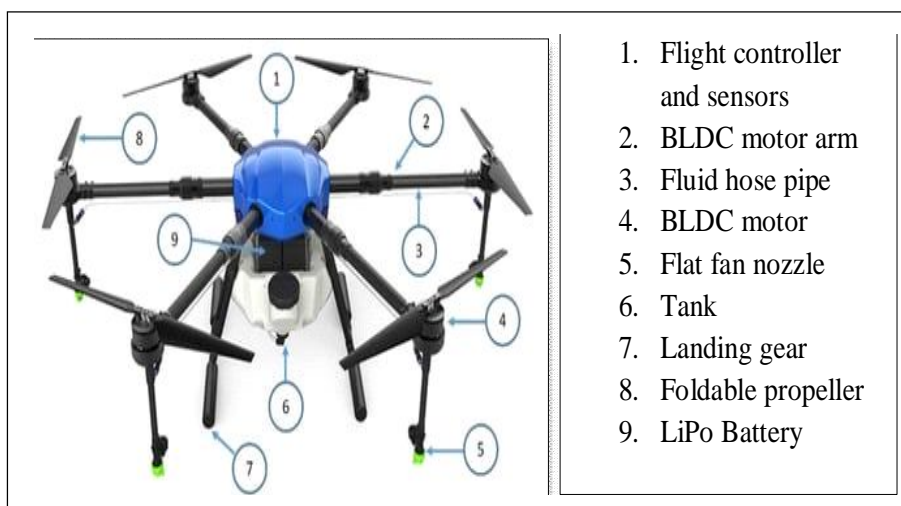 1
2
8
9
3
4
6
5
7
1. Flight controller
and sensors
2. BLDC motor arm
3. Fluid hose pipe
4. BLDC motor
5. Flat fan nozzle
6. Tank
7. Landing gear
8. Foldable propeller
9. LiPo Battery